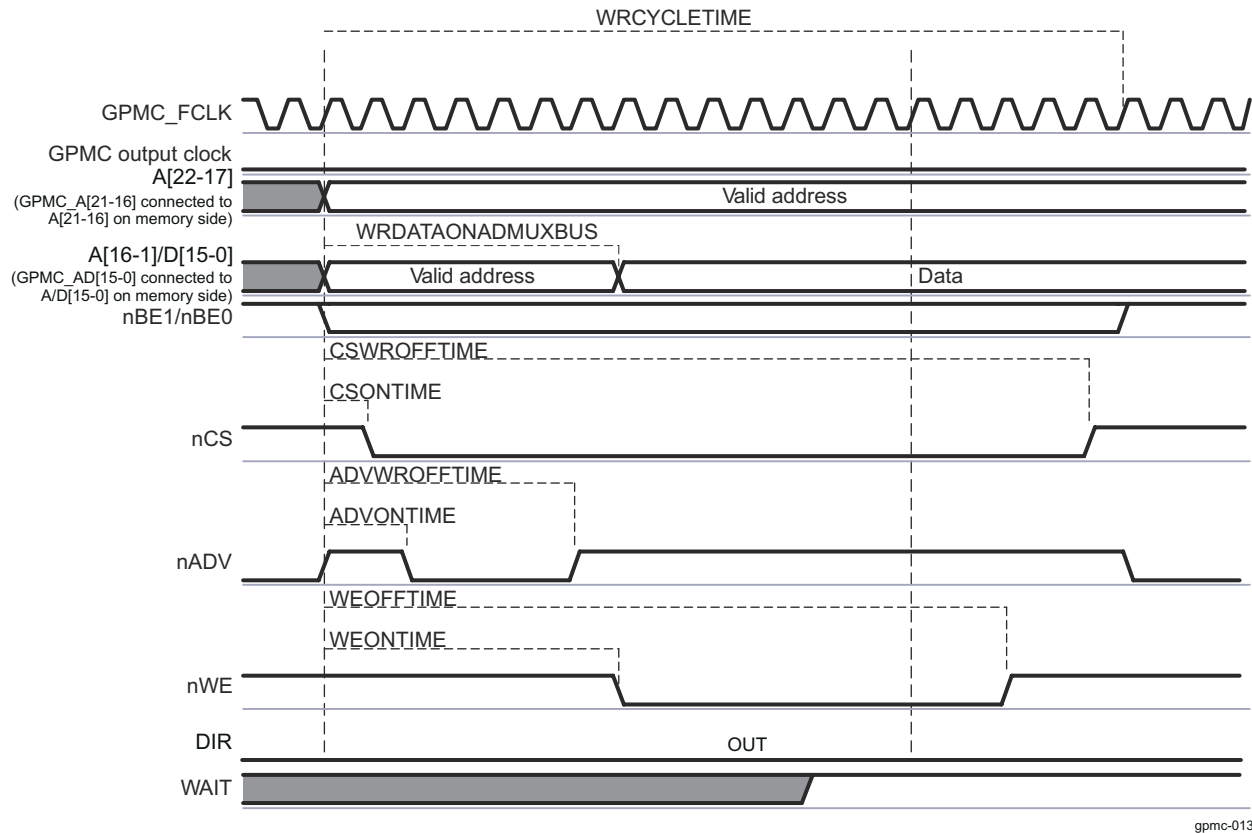 WRCYCLETIME
GPMC_FCLK
GPMC output clock
A[22-17]
(GPMC_A[21-16] connected to
A[21-16] on memory side)
Valid address
WRDATAONADMUXBUS
A[16-1]/D[15-0]
(GPMC_AD[15-0] connected to
A/D[15-0] on memory side)
Valid address
Data
nBE1/nBE0
CSWROFFTIME
CSONTIME
nCS
ADVWROFFTIME
ADVONTIME
nADV
WEOFFTIME
WEONTIME
nWE
DIR
OUT
WAIT
gpmc-013